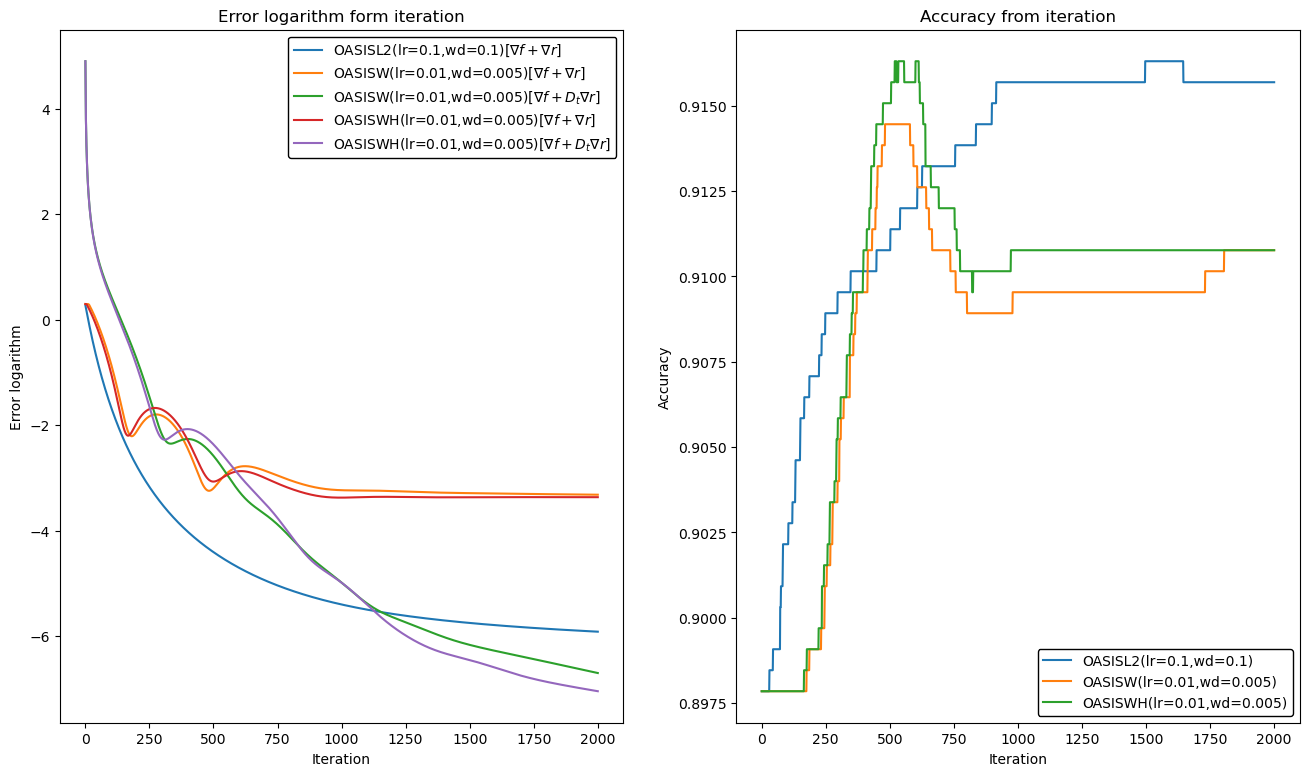 Error logarithm form iteration
Error logarithm
4
2
0
−2
−4
−6
0 250 500 750 1000 1250 1500 1750 2000
Iteration
OASISL2(lr=0.1,wd=0.1)[∇f + ∇r]
OASISW(lr=0.01,wd=0.005)[∇f + ∇r]
OASISW(lr=0.01,wd=0.005)[∇f + D_t∇r]
OASISWH(lr=0.01,wd=0.005)[∇f + ∇r]
OASISWH(lr=0.01,wd=0.005)[∇f + D_t∇r]
Accuracy from iteration
Accuracy
0.9150
0.9125
0.9100
0.9075
0.9050
0.9025
0.9000
0.8975
0 250 500 750 1000 1250 1500 1750 2000
Iteration
OASISL2(lr=0.1,wd=0.1)
OASISW(lr=0.01,wd=0.005)
OASISWH(lr=0.01,wd=0.005)